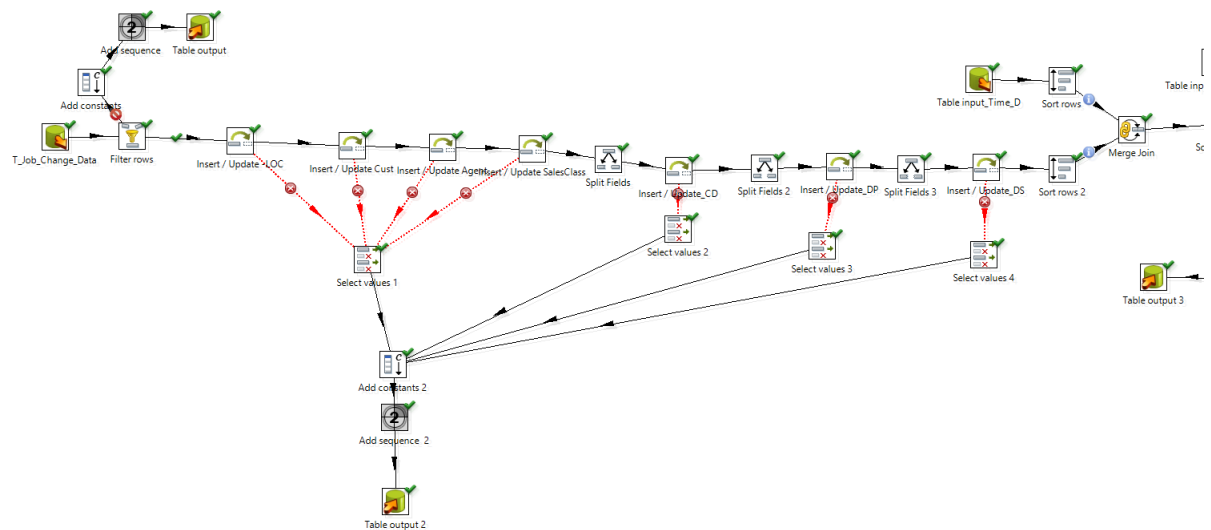 Add sequence
Table output
Add constants
T_Job_Change_Data
Filter rows
Insert / Update -LOC
Insert / Update Cust
Insert / Update Agent
Insert / Update SalesClass
Split Fields
Insert / Update_CD
Split Fields 2
Insert / Update_DP
Split Fields 3
Insert / Update_DS
Sort rows 2
Table input_Time_D
Sort rows
Merge Join
Table inp
So
Select values 1
Select values 2
Select values 3
Select values 4
Table output 3
Add constants 2
Add sequence 2
Table output 2